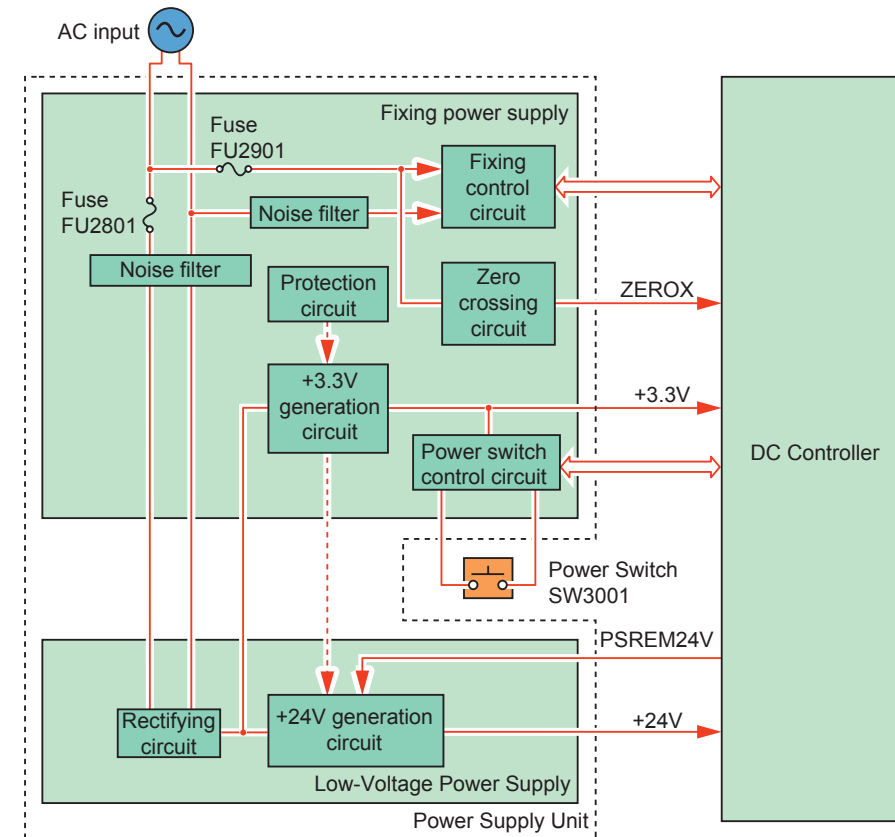 AC input
Fixing power supply
Fuse
FU2901
Fixing
control
circuit
Fuse
FU2801
Noise filter
Noise filter
Protection
circuit
Zero
crossing
circuit
ZEROX
+3.3V
generation
circuit
+3.3V
Power switch
control circuit
DC Controller
Power Switch
SW3001
PSREM24V
Rectifying
circuit
+24V generation
circuit
+24V
Low-Voltage Power Supply
Power Supply Unit